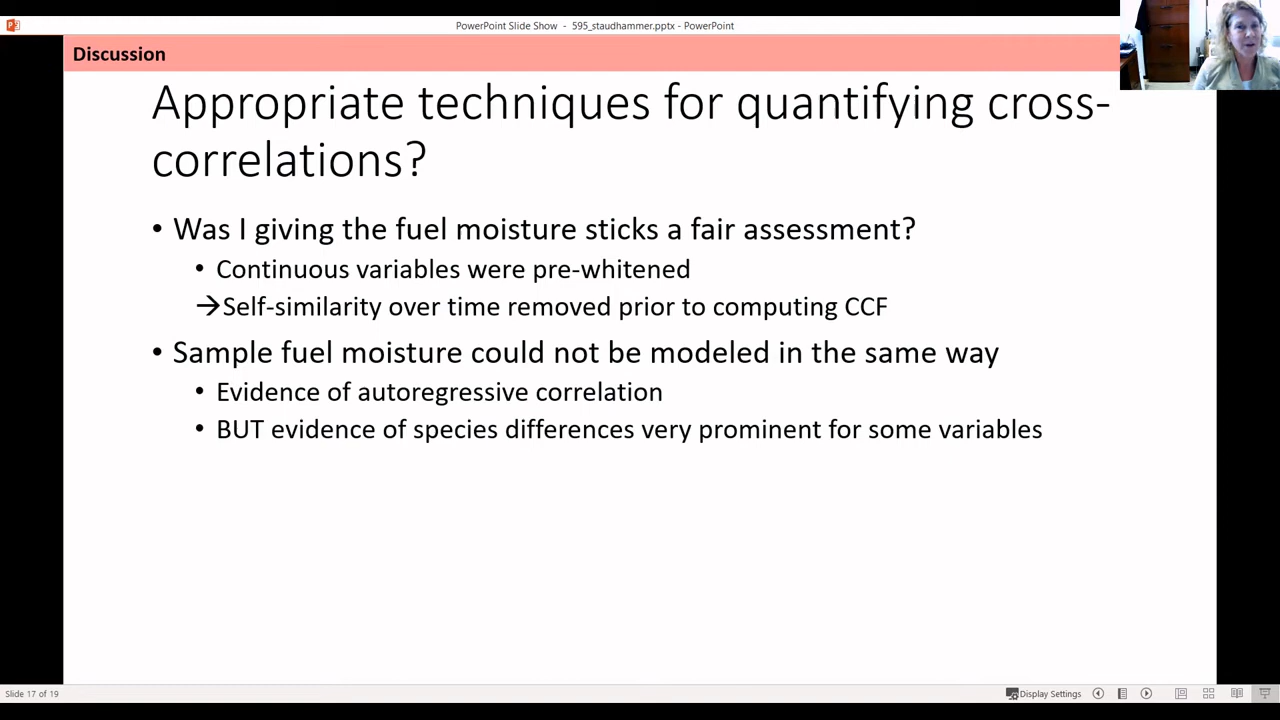 PowerPoint Slide Show - 595_staudhammer.pptx - PowerPoint
Discussion
Appropriate techniques for quantifying cross-
correlations?
• Was I giving the fuel moisture sticks a fair assessment?
• Continuous variables were pre-whitened
→Self-similarity over time removed prior to computing CCF
• Sample fuel moisture could not be modeled in the same way
• Evidence of autoregressive correlation
• BUT evidence of species differences very prominent for some variables
Slide 17 of 19
Display Settings